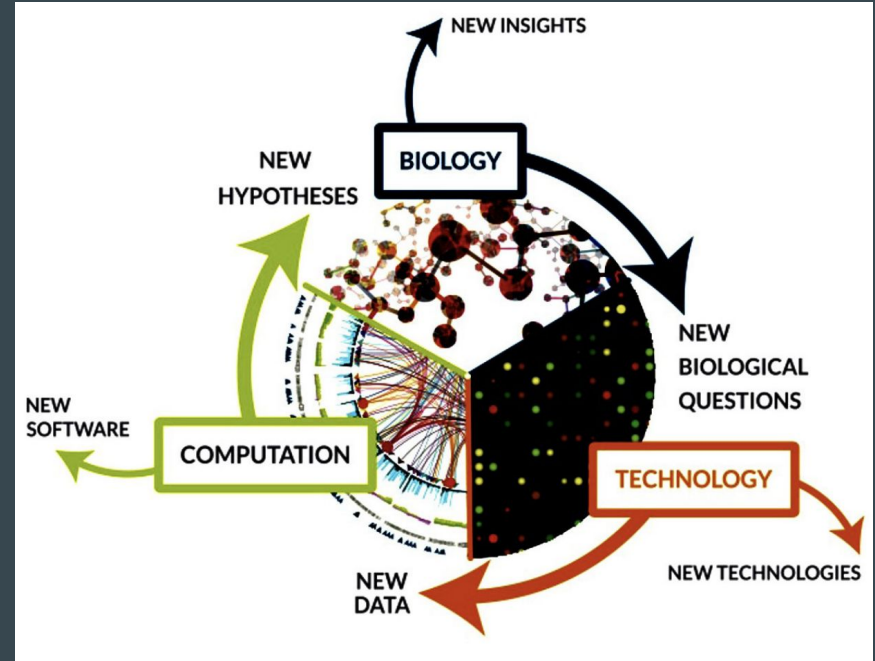 NEW INSIGHTS
BIOLOGY
NEW
HYPOTHESES
NEW
BIOLOGICAL
QUESTIONS
NEW
SOFTWARE
COMPUTATION
TECHNOLOGY
NEW TECHNOLOGIES
NEW
DATA